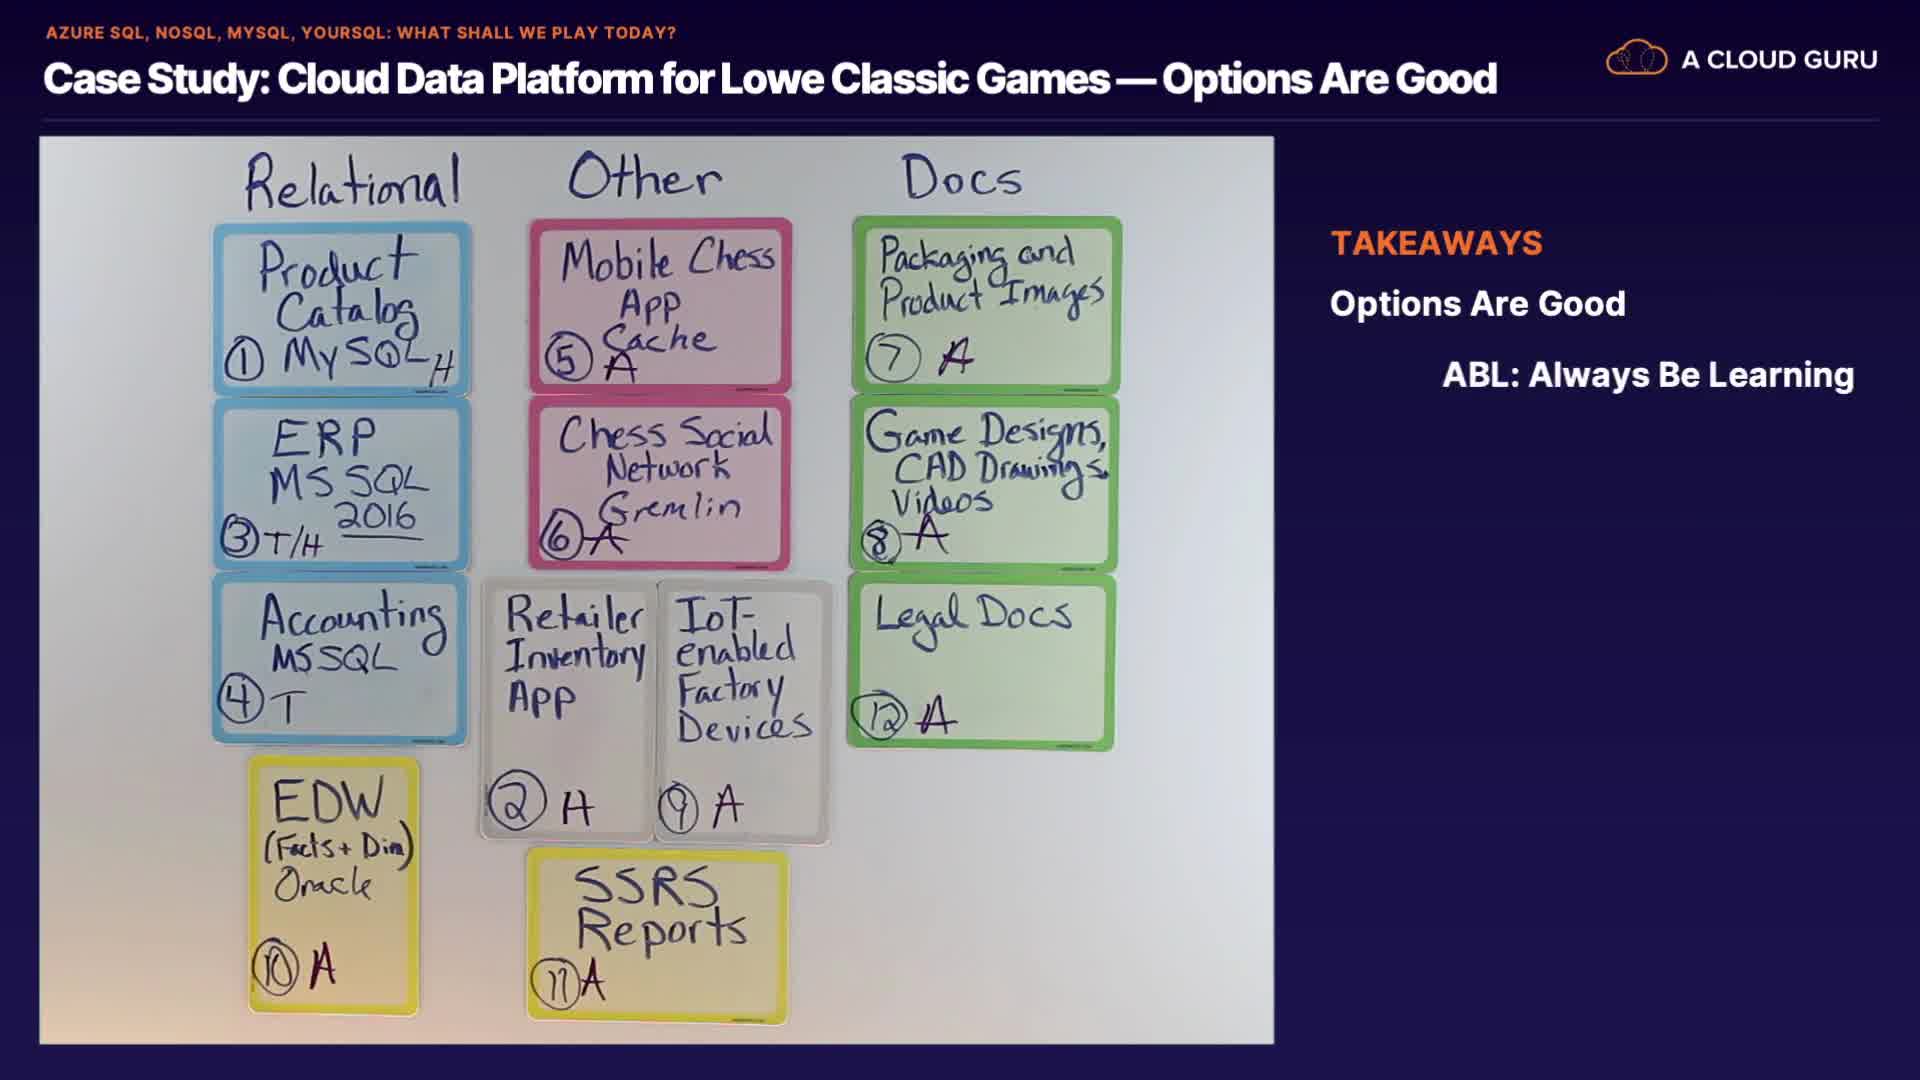 AZURE SQL, NOSQL, MYSQL, YOURSQL: WHAT SHALL WE PLAY TODAY?
Case Study: Cloud Data Platform for Lowe Classic Games — Options Are Good
A CLOUD GURU
Relational
Product
Catalog
① MySQL H
ERP
MS SQL
2016
③ T/H
Accounting
MSSQL
④ T
EDW
(Facts + Dim)
Oracle
⑩ A
Other
Mobile Chess
App
Cache
⑤ A
Chess Social
Network
Gremlin
⑥ A
Retailer
Inventory
App
② H
IoT-
enabled
Factory
Devices
⑨ A
SSRS
Reports
⑪ A
Docs
Packaging and
Product Images
⑦ A
Game Designs,
CAD Drawings,
Videos
⑧ A
Legal Docs
⑫ A
TAKEAWAYS
Options Are Good
ABL: Always Be Learning